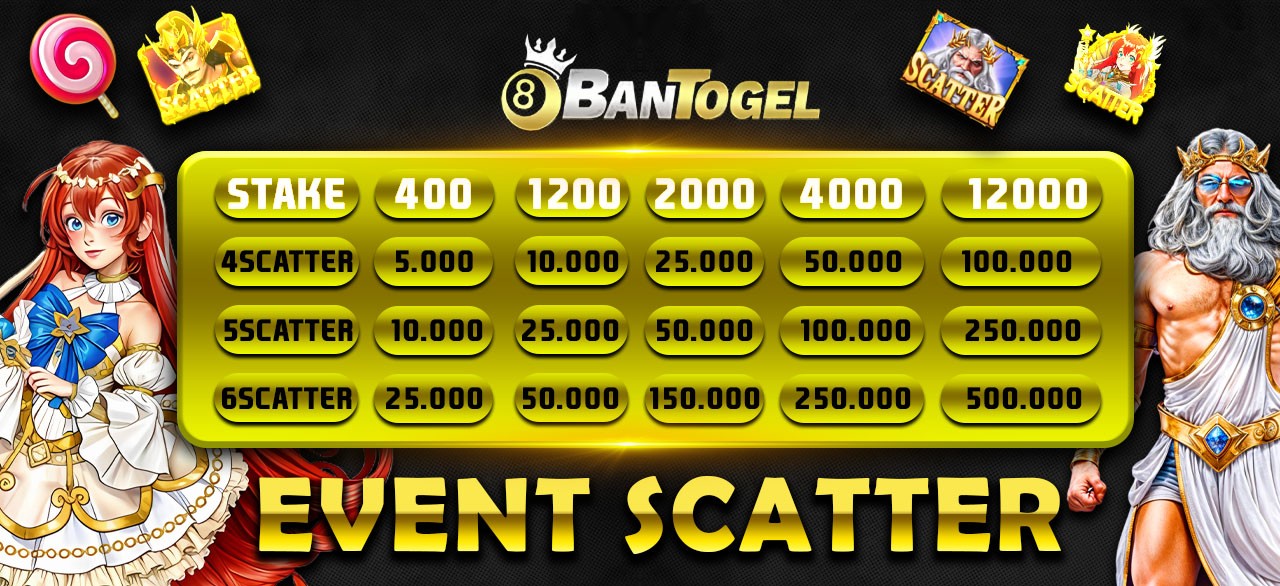 SCATTER
SCATTER
SCATTER
8BANTOGEL
STAKE 400 1200 2000 4000 12000
4SCATTER 5.000 10.000 25.000 50.000 100.000
5SCATTER 10.000 25.000 50.000 100.000 250.000
6SCATTER 25.000 50.000 150.000 250.000 500.000
EVENT SCATTER